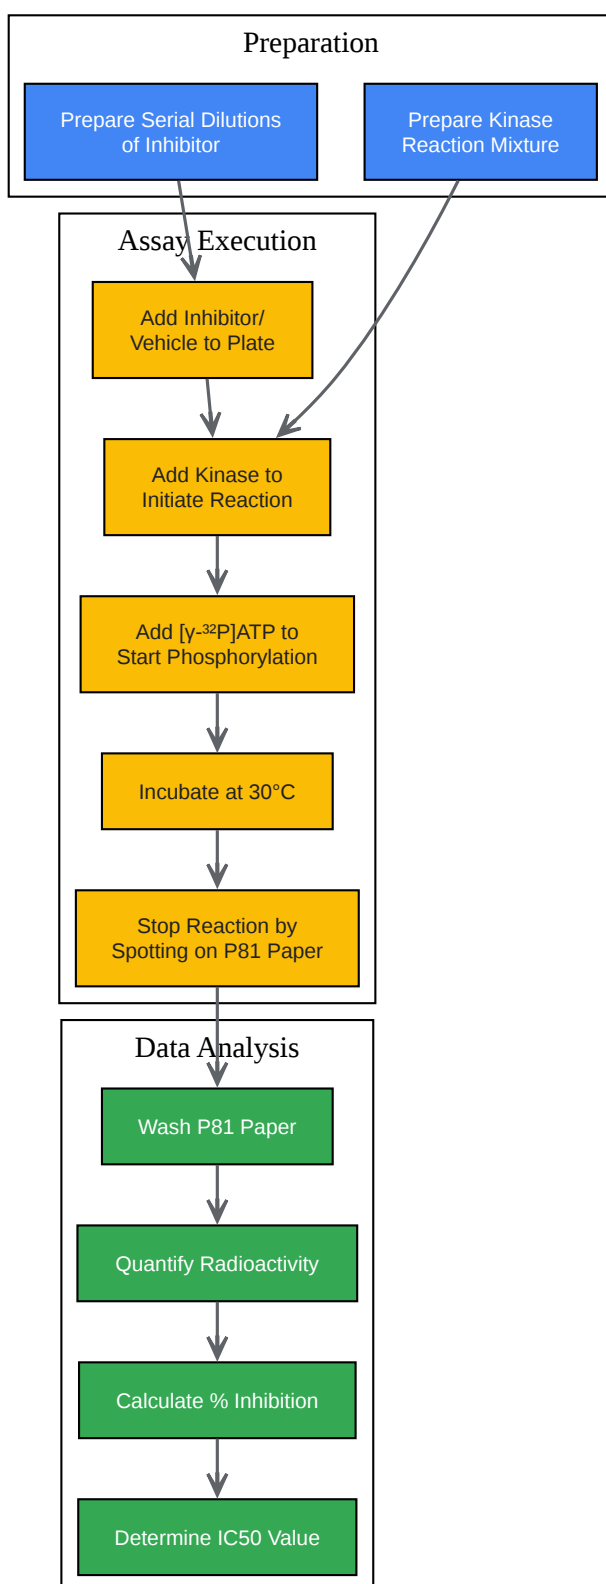 Preparation
Prepare Serial Dilutions
of Inhibitor
Prepare Kinase
Reaction Mixture
Assay Execution
Add Inhibitor/
Vehicle to Plate
Add Kinase to
Initiate Reaction
Add [γ-³²P]ATP to
Start Phosphorylation
Incubate at 30°C
Stop Reaction by
Spotting on P81 Paper
Data Analysis
Wash P81 Paper
Quantify Radioactivity
Calculate % Inhibition
Determine IC50 Value